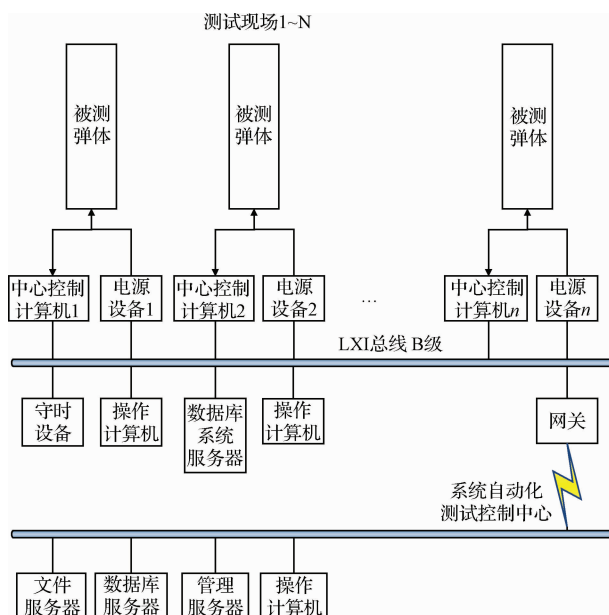 测试现场1~N
被测
弹体
被测
弹体
被测
弹体
中心控制
计算机1
电源
设备1
中心控制
计算机2
电源
设备2
…
中心控制
计算机n
电源
设备n
LXI总线 B级
守时
设备
操作
计算机
数据库
系统
服务器
操作
计算机
网关
系统自动化
测试控制中心
文件
服务器
数据库
服务器
管理
服务器
操作
计算机